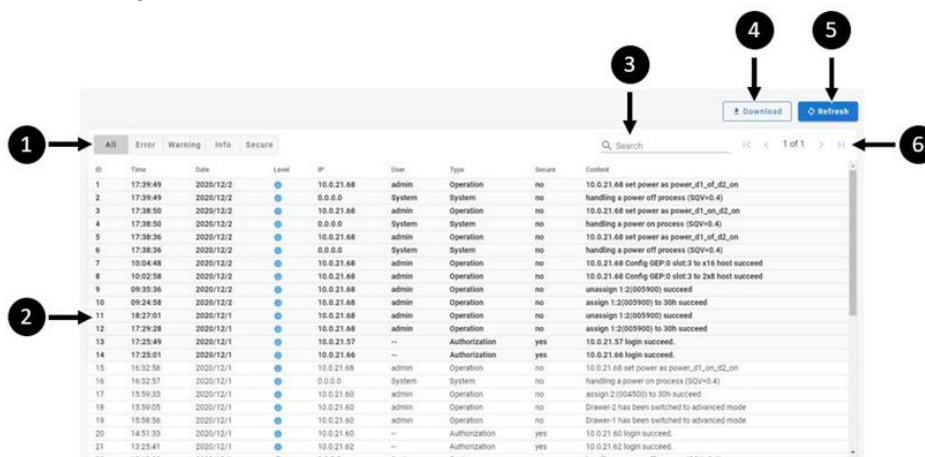 4 5
3
Download Refresh
1 All Error Warning Info Secure Search 1 of 1 6
ID Time Date Level IP User Type Secure Content
1 17:39:49 2020/12/2 10.0.21.68 admin Operation no 10.0.21.68 set power as power_d1_of_d2_on
2 17:39:49 2020/12/2 0.0.0.0 System System no handling a power off process (SQV=0.4)
3 17:38:50 2020/12/2 10.0.21.68 admin Operation no 10.0.21.68 set power as power_d1_on_d2_on
4 17:38:50 2020/12/2 0.0.0.0 System System no handling a power on process (SQV=0.4)
5 17:38:36 2020/12/2 10.0.21.68 admin Operation no 10.0.21.68 set power as power_d1_of_d2_on
6 17:38:36 2020/12/2 0.0.0.0 System System no handling a power off process (SQV=0.4)
7 10:04:48 2020/12/2 10.0.21.68 admin Operation no 10.0.21.68 Config GEP:0 slot:3 to x16 host succeed
8 10:02:58 2020/12/2 10.0.21.68 admin Operation no 10.0.21.68 Config GEP:0 slot:3 to 2x8 host succeed
9 09:35:36 2020/12/2 10.0.21.68 admin Operation no unassign 1:2(005900) succeed
10 09:24:58 2020/12/2 10.0.21.68 admin Operation no assign 1:2(005900) to 30h succeed
2 11 18:27:01 2020/12/1 10.0.21.68 admin Operation no unassign 1:2(005900) succeed
12 17:29:28 2020/12/1 10.0.21.68 admin Operation no assign 1:2(005900) to 30h succeed
13 17:25:49 2020/12/1 10.0.21.57 -- Authorization yes 10.0.21.57 login succeed.
14 17:25:01 2020/12/1 10.0.21.66 -- Authorization yes 10.0.21.66 login succeed.
15 16:32:58 2020/12/1 10.0.21.68 admin Operation no 10.0.21.68 set power as power_d1_on_d2_on
16 16:32:57 2020/12/1 0.0.0.0 System System no handling a power on process (SQV=0.4)
17 15:59:33 2020/12/1 10.0.21.60 admin Operation no assign 2:(004500) to 30h succeed
18 15:59:05 2020/12/1 10.0.21.60 admin Operation no Drawer-2 has been switched to advanced mode
19 15:58:56 2020/12/1 10.0.21.60 admin Operation no Drawer-1 has been switched to advanced mode
20 14:51:33 2020/12/1 10.0.21.60 -- Authorization yes 10.0.21.60 login succeed.
21 13:25:41 2020/12/1 10.0.21.62 -- Authorization yes 10.0.21.62 login succeed.